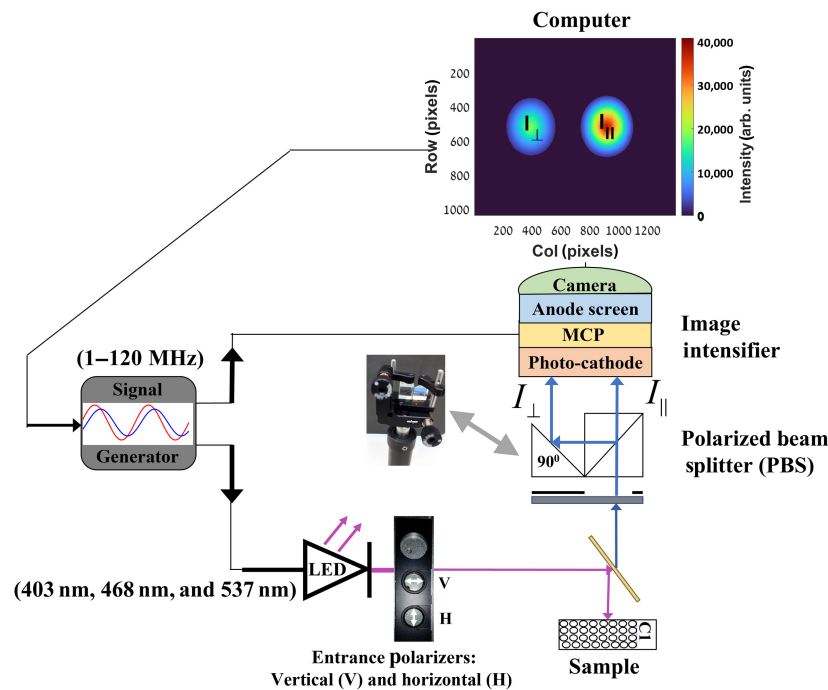 Computer
Row (pixels)
200
400
600
800
1000
200 400 600 800 1000 1200
Col (pixels)
I⊥
I||
40,000
30,000
20,000
10,000
0
Intensity (arb. units)
Camera
Anode screen
MCP
Photo-cathode
Image
intensifier
(1–120 MHz)
Signal
Generator
I⊥
I||
90⁰
Polarized beam
splitter (PBS)
LED
(403 nm, 468 nm, and 537 nm)
V
H
Entrance polarizers:
Vertical (V) and horizontal (H)
C1
Sample